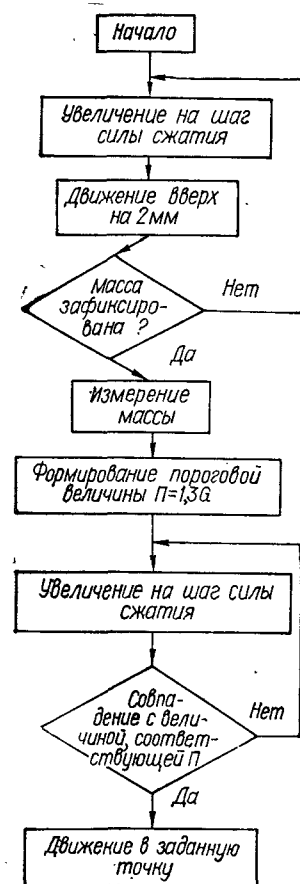 Начало
Увеличение на шаг
силы сжатия
Движение вверх
на 2мм
Масса
зафиксиро-
вана ?
Нет
Да
Измерение
массы
Формирование пороговой
величины П=1,3G
Увеличение на шаг силы
сжатия
Совпа-
дение с вели-
чиной, соответ-
ствующей П
Нет
Да
Движение в заданную
точку